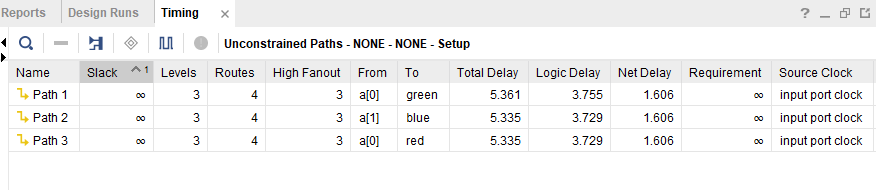 Reports Design Runs Timing ×
Unconstrained Paths - NONE - NONE - Setup
Name Slack ^1 Levels Routes High Fanout From To Total Delay Logic Delay Net Delay Requirement Source Clock
Path 1 ∞ 3 4 3 a[0] green 5.361 3.755 1.606 ∞ input port clock
Path 2 ∞ 3 4 3 a[1] blue 5.335 3.729 1.606 ∞ input port clock
Path 3 ∞ 3 4 3 a[0] red 5.335 3.729 1.606 ∞ input port clock